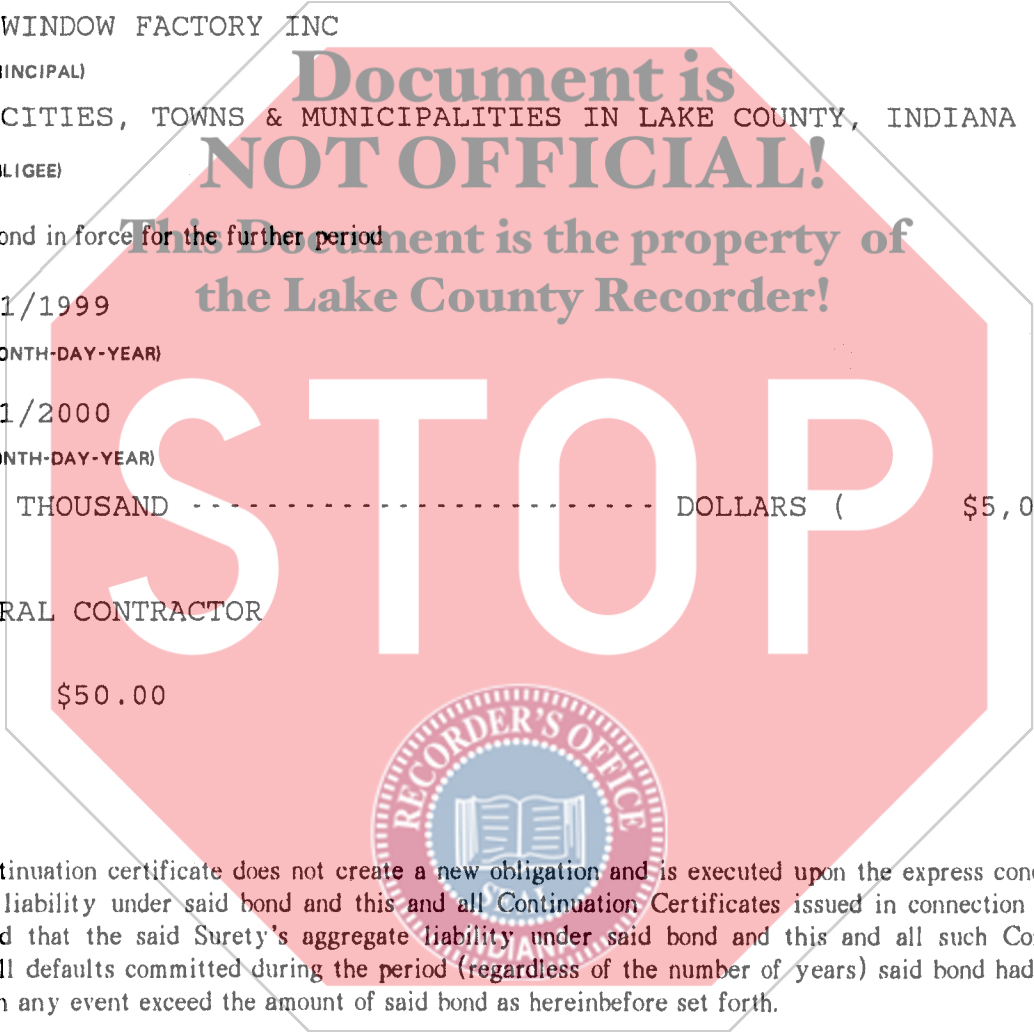 WINDOW FACTORY INC
Document is
INCIPAL)
CITIES, TOWNS & MUNICIPALITIES IN LAKE COUNTY, INDIANA
NOT OFFICIAL!
LIGEE)
This Document is the property of
ond in force for the further period
the Lake County Recorder!
1/1999
ONTH-DAY-YEAR)
STOP
1/2000
NTH-DAY-YEAR)
THOUSAND ------------------------- DOLLARS ( $5,0
RAL CONTRACTOR
$50.00
RECORDER'S OFFICE
tinuation certificate does not create a new obligation and is executed upon the express con
SEAL
liability under said bond and this and all Continuation Certificates issued in connection
d that the said Surety's aggregate liability under said bond and this and all such Co
INDIANA
ll defaults committed during the period (regardless of the number of years) said bond had
n any event exceed the amount of said bond as hereinbefore set forth.